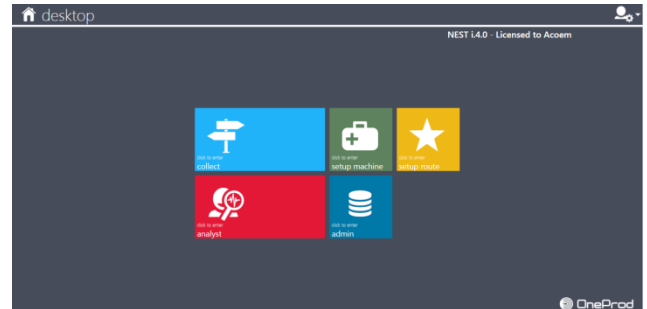 desktop
NEST i.4.0 - Licensed to Acoem
click to enter
collect
click to enter
setup machine
click to enter
setup route
click to enter
analyst
click to enter
admin
OneProd